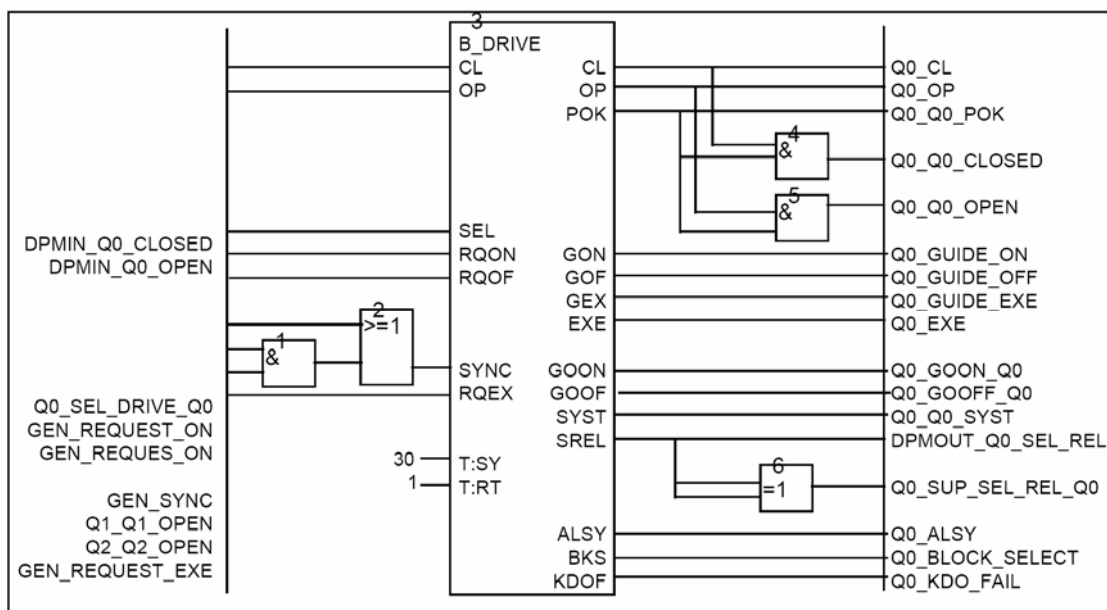 3
B_DRIVE
CL CL Q0_CL
OP OP Q0_OP
POK Q0_Q0_POK
4
& Q0_Q0_CLOSED
5
& Q0_Q0_OPEN
SEL
DPMIN_Q0_CLOSED RQON GON Q0_GUIDE_ON
DPMIN_Q0_OPEN RQOF GOF Q0_GUIDE_OFF
GEX Q0_GUIDE_EXE
2
>=1 EXE Q0_EXE
1
& SYNC GOON Q0_GOON_Q0
RQEX GOOF Q0_GOOFF_Q0
Q0_SEL_DRIVE_Q0 SYST Q0_Q0_SYST
GEN_REQUEST_ON SREL DPMOUT_Q0_SEL_REL
GEN_REQUES_ON
30 T:SY 6
1 T:RT =1 Q0_SUP_SEL_REL_Q0
GEN_SYNC
Q1_Q1_OPEN ALSY Q0_ALSY
Q2_Q2_OPEN BKS Q0_BLOCK_SELECT
GEN_REQUEST_EXE KDOF Q0_KDO_FAIL